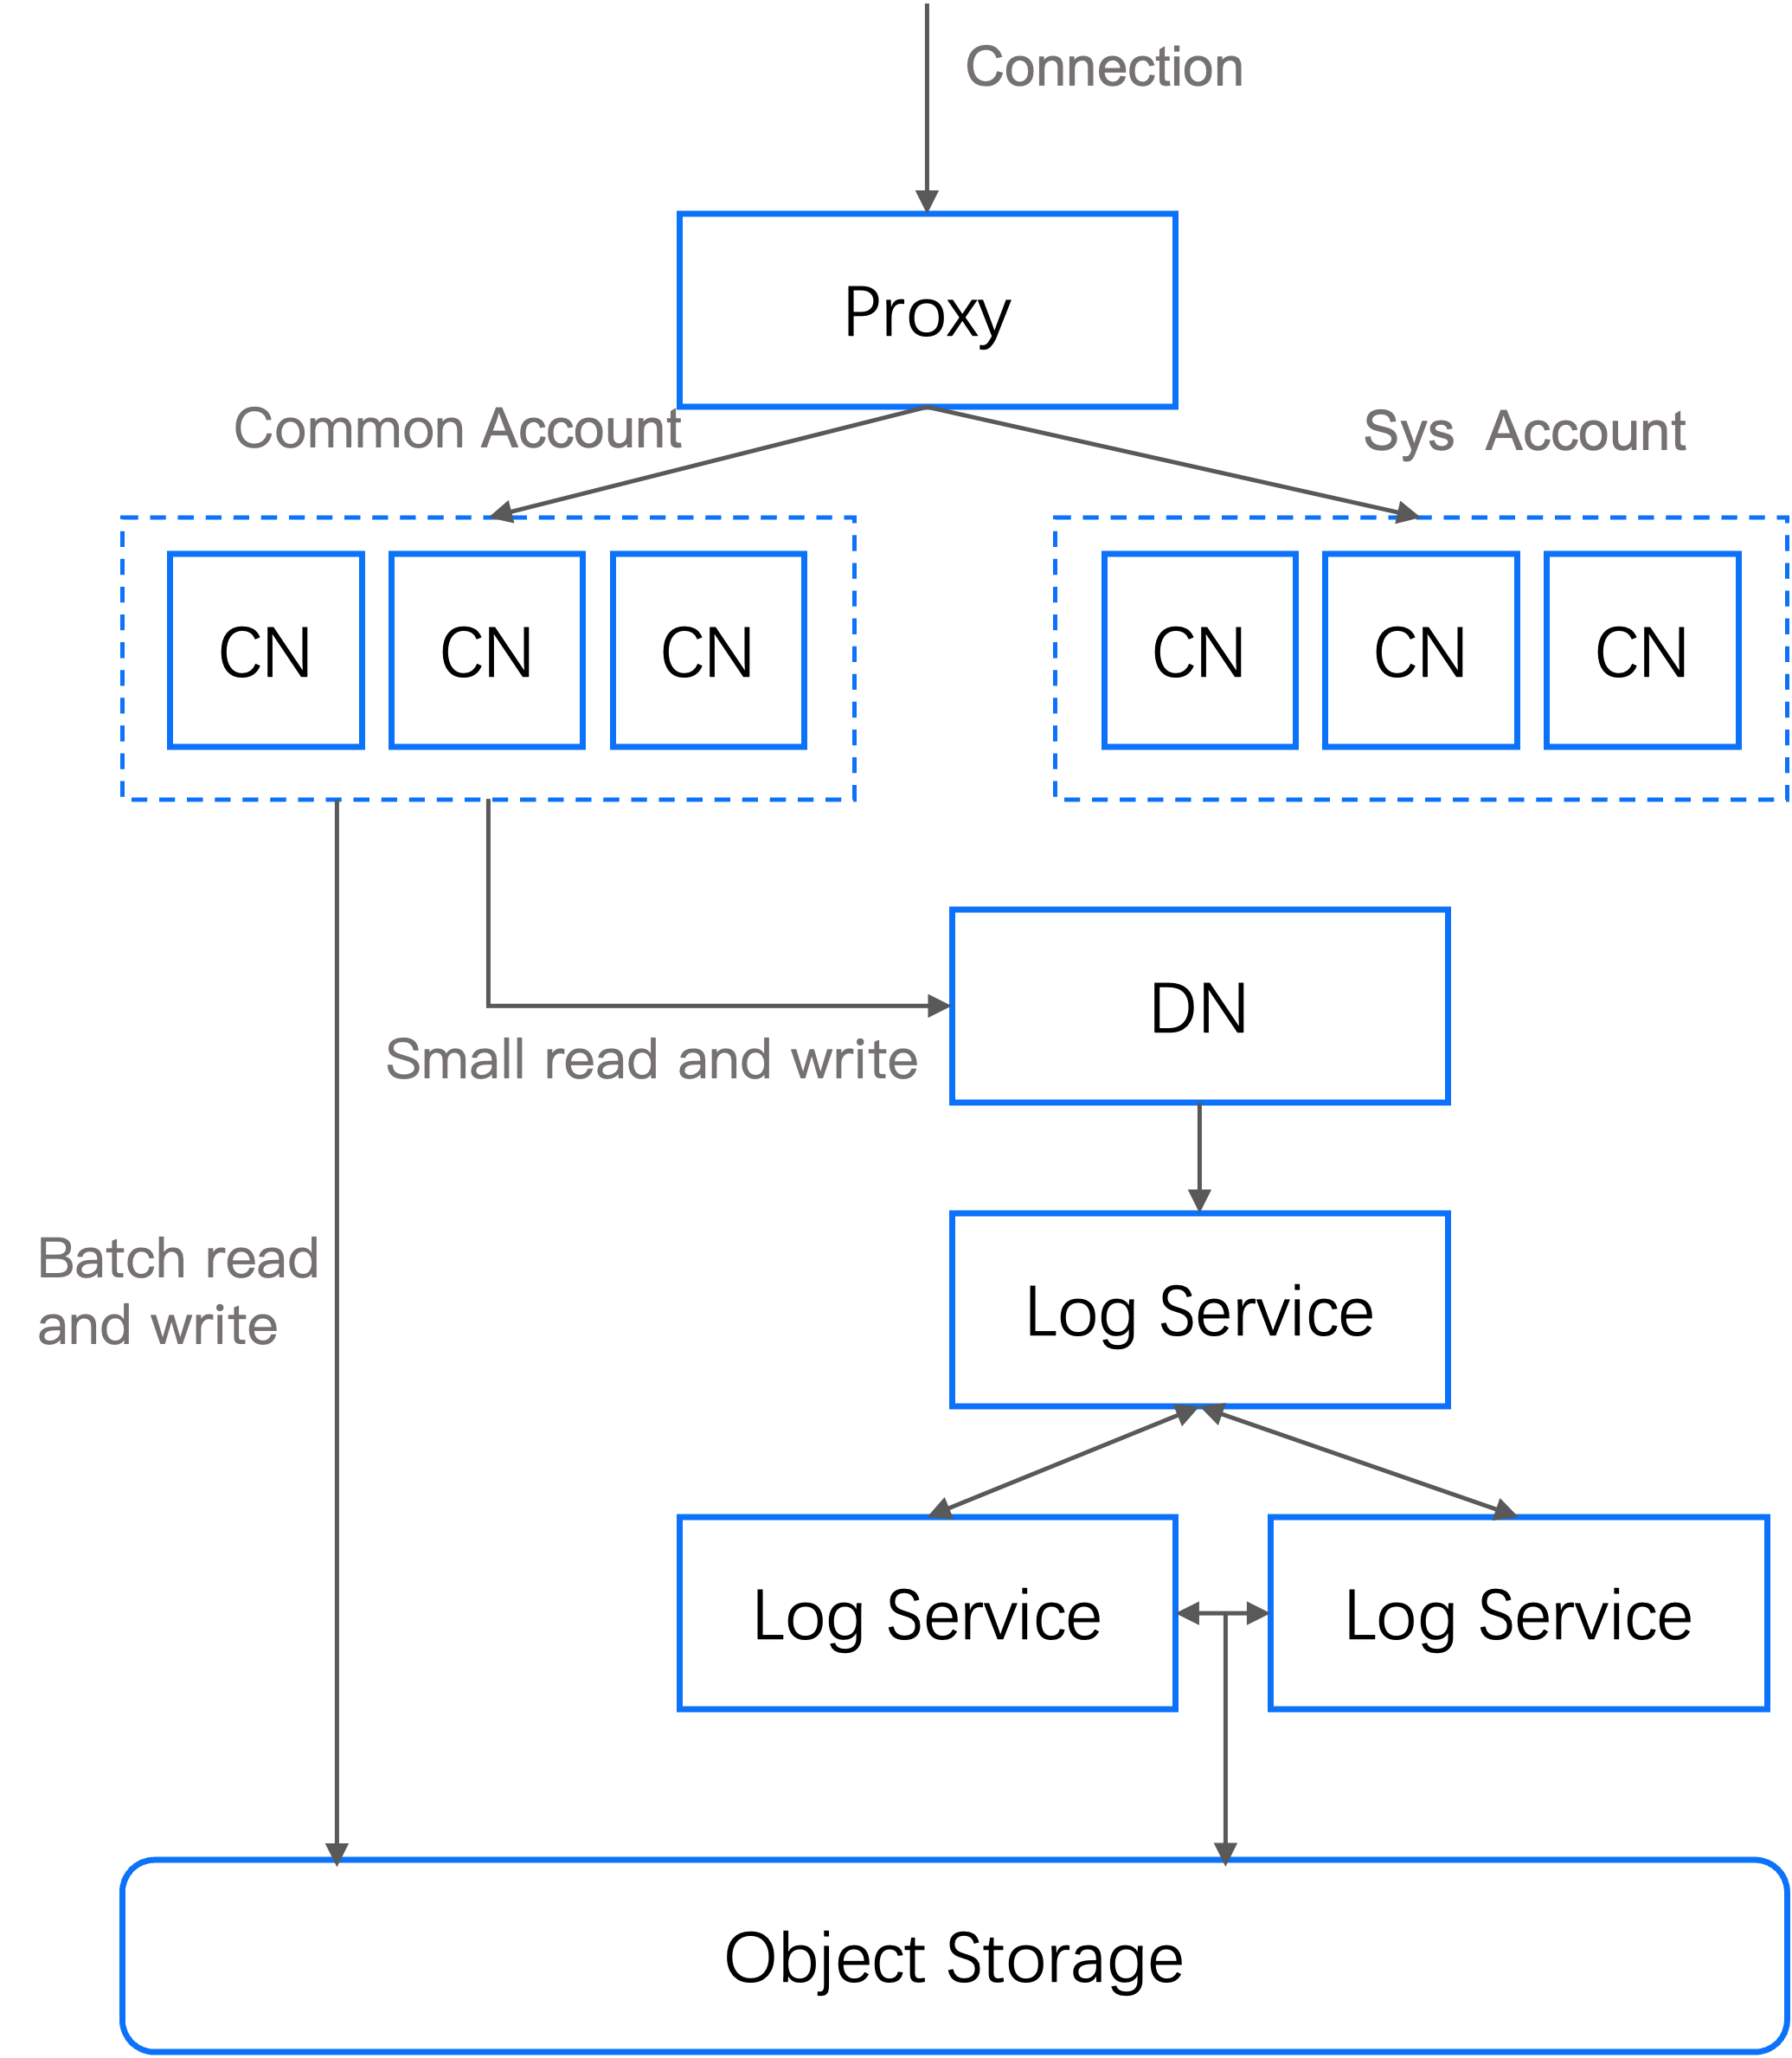 Connection
Proxy
Common Account
Sys Account
CN
CN
CN
CN
CN
CN
DN
Small read and write
Batch read
and write
Log Service
Log Service
Log Service
Object Storage